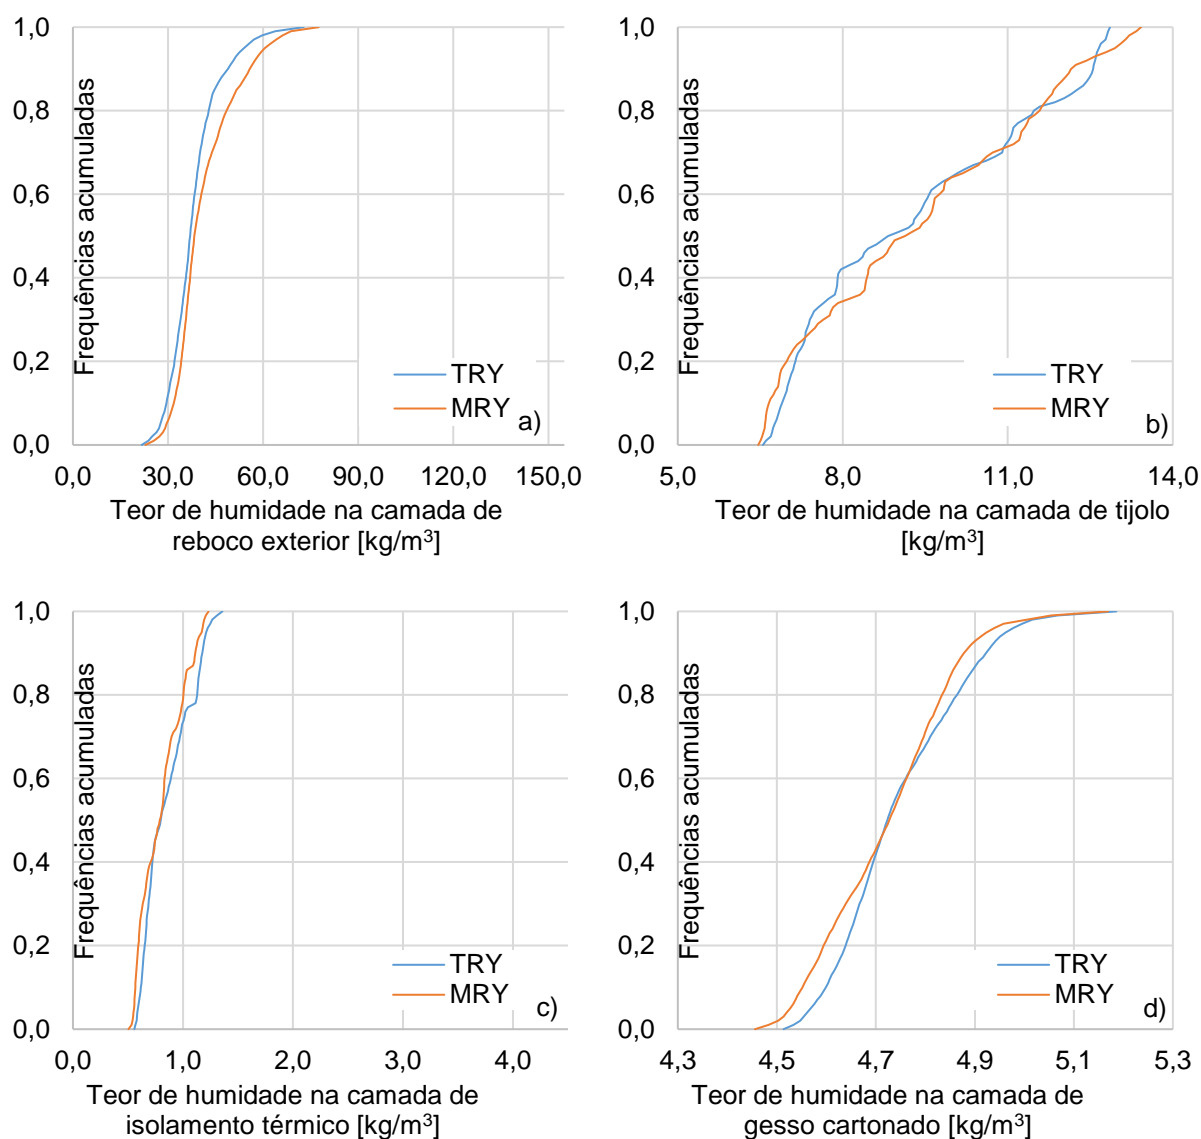 Frequências acumuladas
1,0
0,8
0,6
0,4
0,2
0,0
TRY
MRY
a)
0,0 30,0 60,0 90,0 120,0 150,0
Teor de humidade na camada de
reboco exterior [kg/m³]
Frequências acumuladas
1,0
0,8
0,6
0,4
0,2
0,0
TRY
MRY
b)
5,0 8,0 11,0 14,0
Teor de humidade na camada de tijolo
[kg/m³]
Frequências acumuladas
1,0
0,8
0,6
0,4
0,2
0,0
TRY
MRY
c)
0,0 1,0 2,0 3,0 4,0
Teor de humidade na camada de
isolamento térmico [kg/m³]
Frequências acumuladas
1,0
0,8
0,6
0,4
0,2
0,0
TRY
MRY
d)
4,3 4,5 4,7 4,9 5,1 5,3
Teor de humidade na camada de
gesso cartonado [kg/m³]